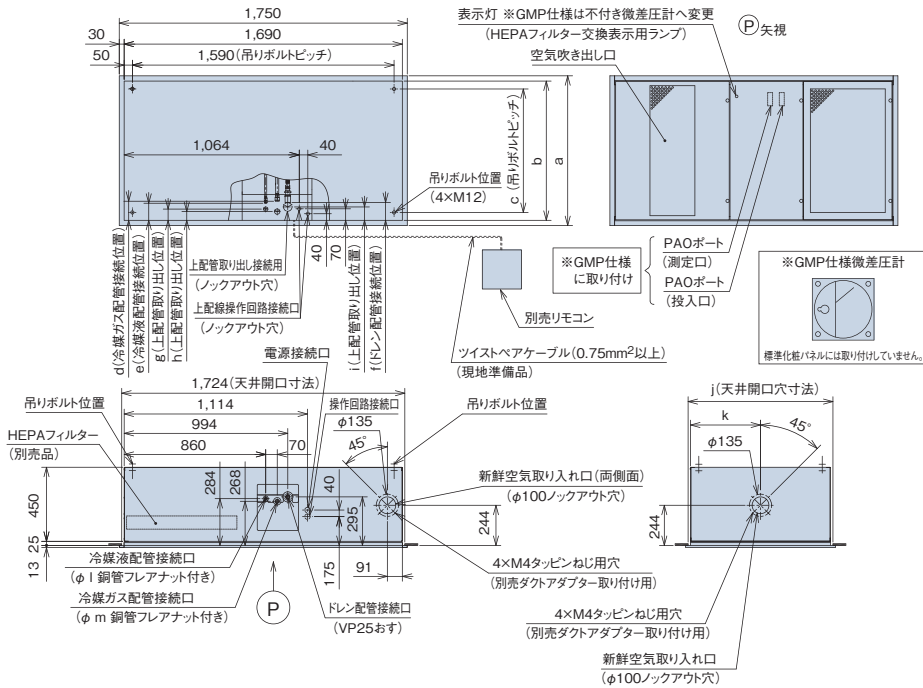 1,750
30
1,690
50
1,590(吊りボルトピッチ)
表示灯 ※GMP仕様は不付き微差圧計へ変更
(HEPAフィルター交換表示用ランプ)
空気吹き出し口
P 矢視
1,064
40
c(吊りボルトピッチ)
b
a
吊りボルト位置
(4×M12)
40
70
d(冷媒ガス配管接続位置)
e(冷媒液配管接続位置)
g(上配管取り出し位置)
h(上配管取り出し位置)
上配管取り出し接続用
(ノックアウト穴)
上配線操作回路接続口
(ノックアウト穴)
i(上配管取り出し位置)
f(ドレン配管接続位置)
別売リモコン
ツイストペアケーブル(0.75mm²以上)
(現地準備品)
※GMP仕様
に取り付け
PAOポート
(測定口)
PAOポート
(投入口)
※GMP仕様微差圧計
標準化粧パネルには取り付けしていません。
電源接続口
1,724(天井開口寸法)
吊りボルト位置
1,114
操作回路接続口
吊りボルト位置
994
φ135
HEPAフィルター
(別売品)
860
70
45°
284
268
40
295
新鮮空気取り入れ口(両側面)
(φ100ノックアウト穴)
450
25
13
244
175
91
冷媒液配管接続口
(φ l 銅管フレアナット付き)
冷媒ガス配管接続口
(φ m 銅管フレアナット付き)
P
ドレン配管接続口
(VP25おす)
4×M4タッピンねじ用穴
(別売ダクトアダプター取り付け用)
j(天井開口穴寸法)
k
45°
φ135
244
4×M4タッピンねじ用穴
(別売ダクトアダプター取り付け用)
新鮮空気取り入れ口
(φ100ノックアウト穴)